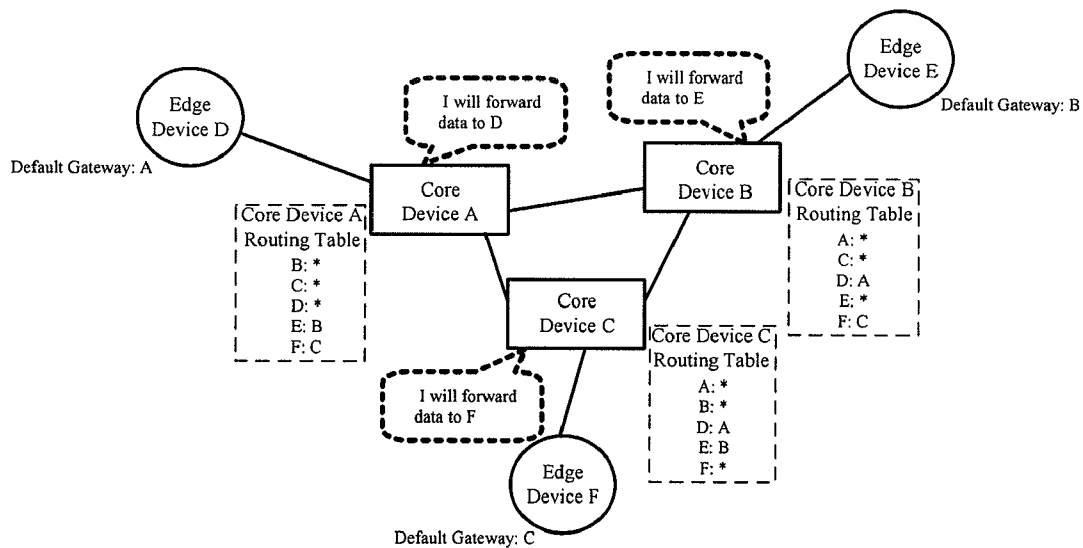 Edge
Device E
Default Gateway: B
Edge
Device D
Default Gateway: A
I will forward
data to D
I will forward
data to E
Core
Device A
Core
Device B
Core Device A
Routing Table
B: *
C: *
D: *
E: B
F: C
Core Device B
Routing Table
A: *
C: *
D: A
E: *
F: C
Core
Device C
Core Device C
Routing Table
A: *
B: *
D: A
E: B
F: *
I will forward
data to F
Edge
Device F
Default Gateway: C